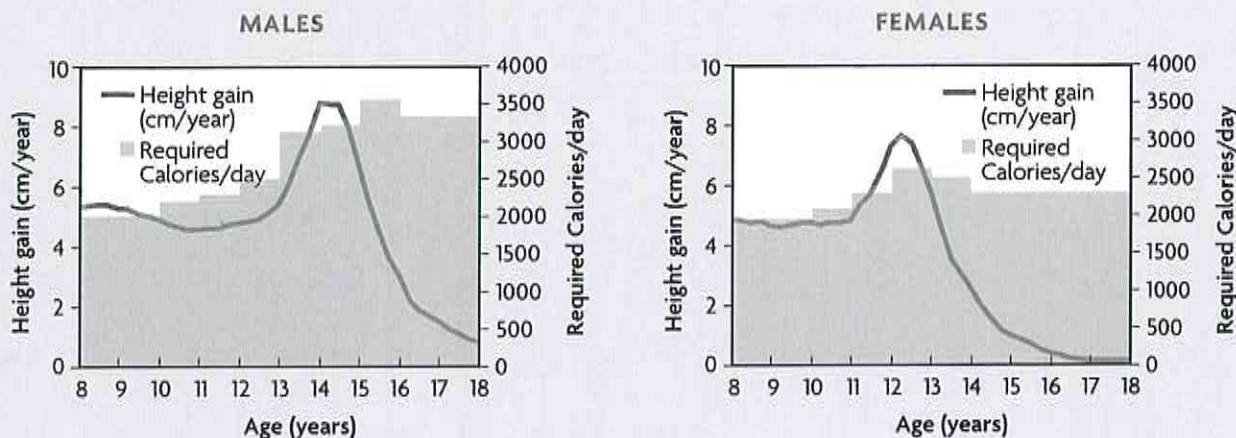 MALES
Height gain (cm/year)
10
8
6
4
2
0
Height gain
(cm/year)
Required
Calories/day
4000
3500
3000
2500
2000
1500
1000
500
0
Required Calories/day
8 9 10 11 12 13 14 15 16 17 18
Age (years)
FEMALES
Height gain (cm/year)
10
8
6
4
2
0
Height gain
(cm/year)
Required
Calories/day
4000
3500
3000
2500
2000
1500
1000
500
0
Required Calories/day
8 9 10 11 12 13 14 15 16 17 18
Age (years)